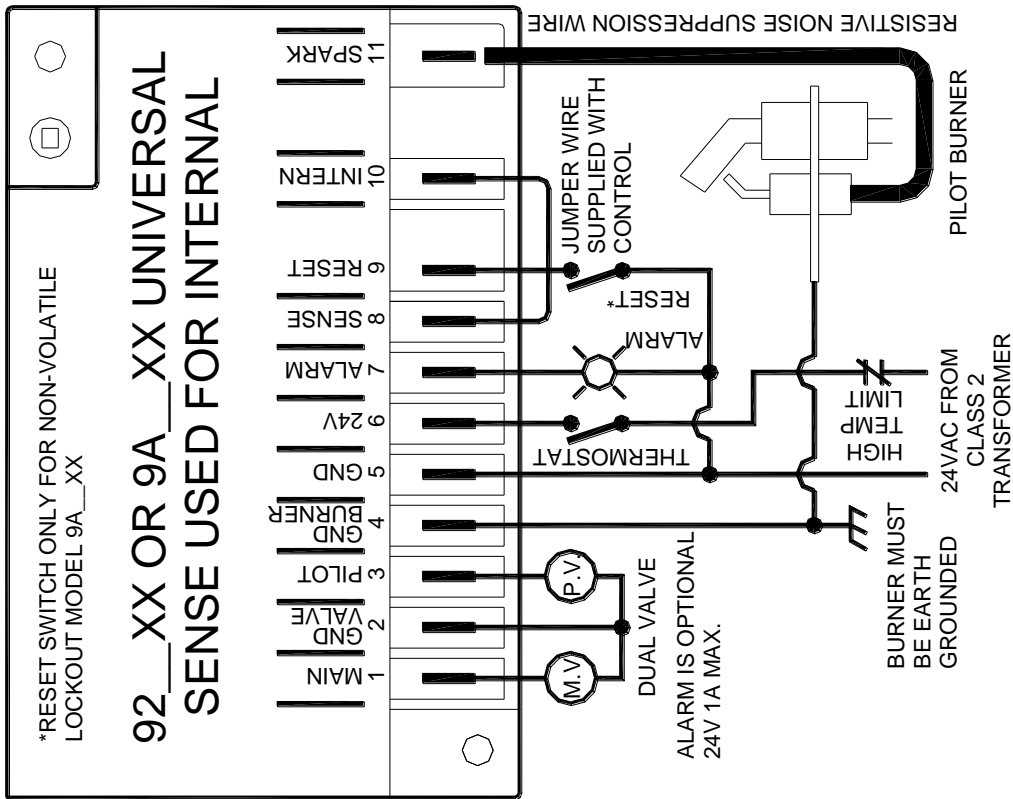 *RESET SWITCH ONLY FOR NON-VOLATILE
LOCKOUT MODEL 9A__XX
92__XX OR 9A__XX UNIVERSAL
SENSE USED FOR INTERNAL
MAIN 1
VALVE
GND 2
PILOT 3
BURNER
GND 4
GND 5
24V 6
ALARM 7
SENSE 8
RESET 9
INTERN 10
SPARK 11
M.V.
P.V.
DUAL VALVE
ALARM IS OPTIONAL
24V 1A MAX.
THERMOSTAT
ALARM
RESET*
JUMPER WIRE
SUPPLIED WITH
CONTROL
RESISTIVE NOISE SUPPRESSION WIRE
BURNER MUST
BE EARTH
GROUNDED
HIGH
TEMP
LIMIT
24VAC FROM
CLASS 2
TRANSFORMER
PILOT BURNER